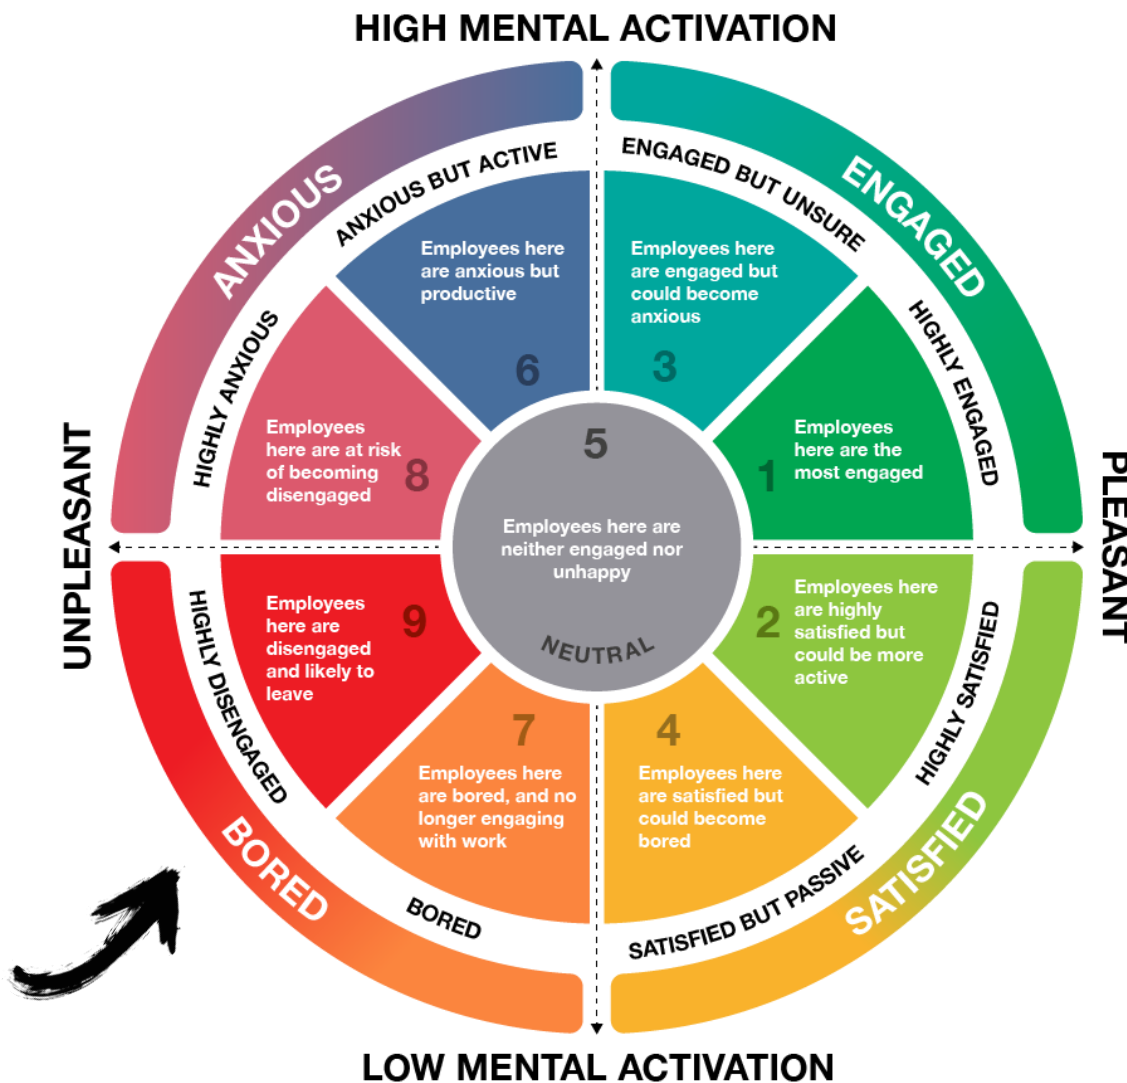 HIGH MENTAL ACTIVATION
ANXIOUS
ENGAGED
ANXIOUS BUT ACTIVE
ENGAGED BUT UNSURE
Employees here
are anxious but
productive
6
Employees here
are engaged but
could become
anxious
3
HIGHLY ANXIOUS
HIGHLY ENGAGED
Employees
here are at risk
of becoming
disengaged
8
5
Employees here are
neither engaged nor
unhappy
NEUTRAL
1
Employees
here are the
most engaged
UNPLEASANT
PLEASANT
Employees
here are
disengaged
and likely to
leave
9
2
Employees here
are highly
satisfied but
could be more
active
HIGHLY DISENGAGED
HIGHLY SATISFIED
7
Employees here
are bored, and no
longer engaging
with work
4
Employees here
are satisfied but
could become
bored
BORED
SATISFIED BUT PASSIVE
BORED
SATISFIED
LOW MENTAL ACTIVATION